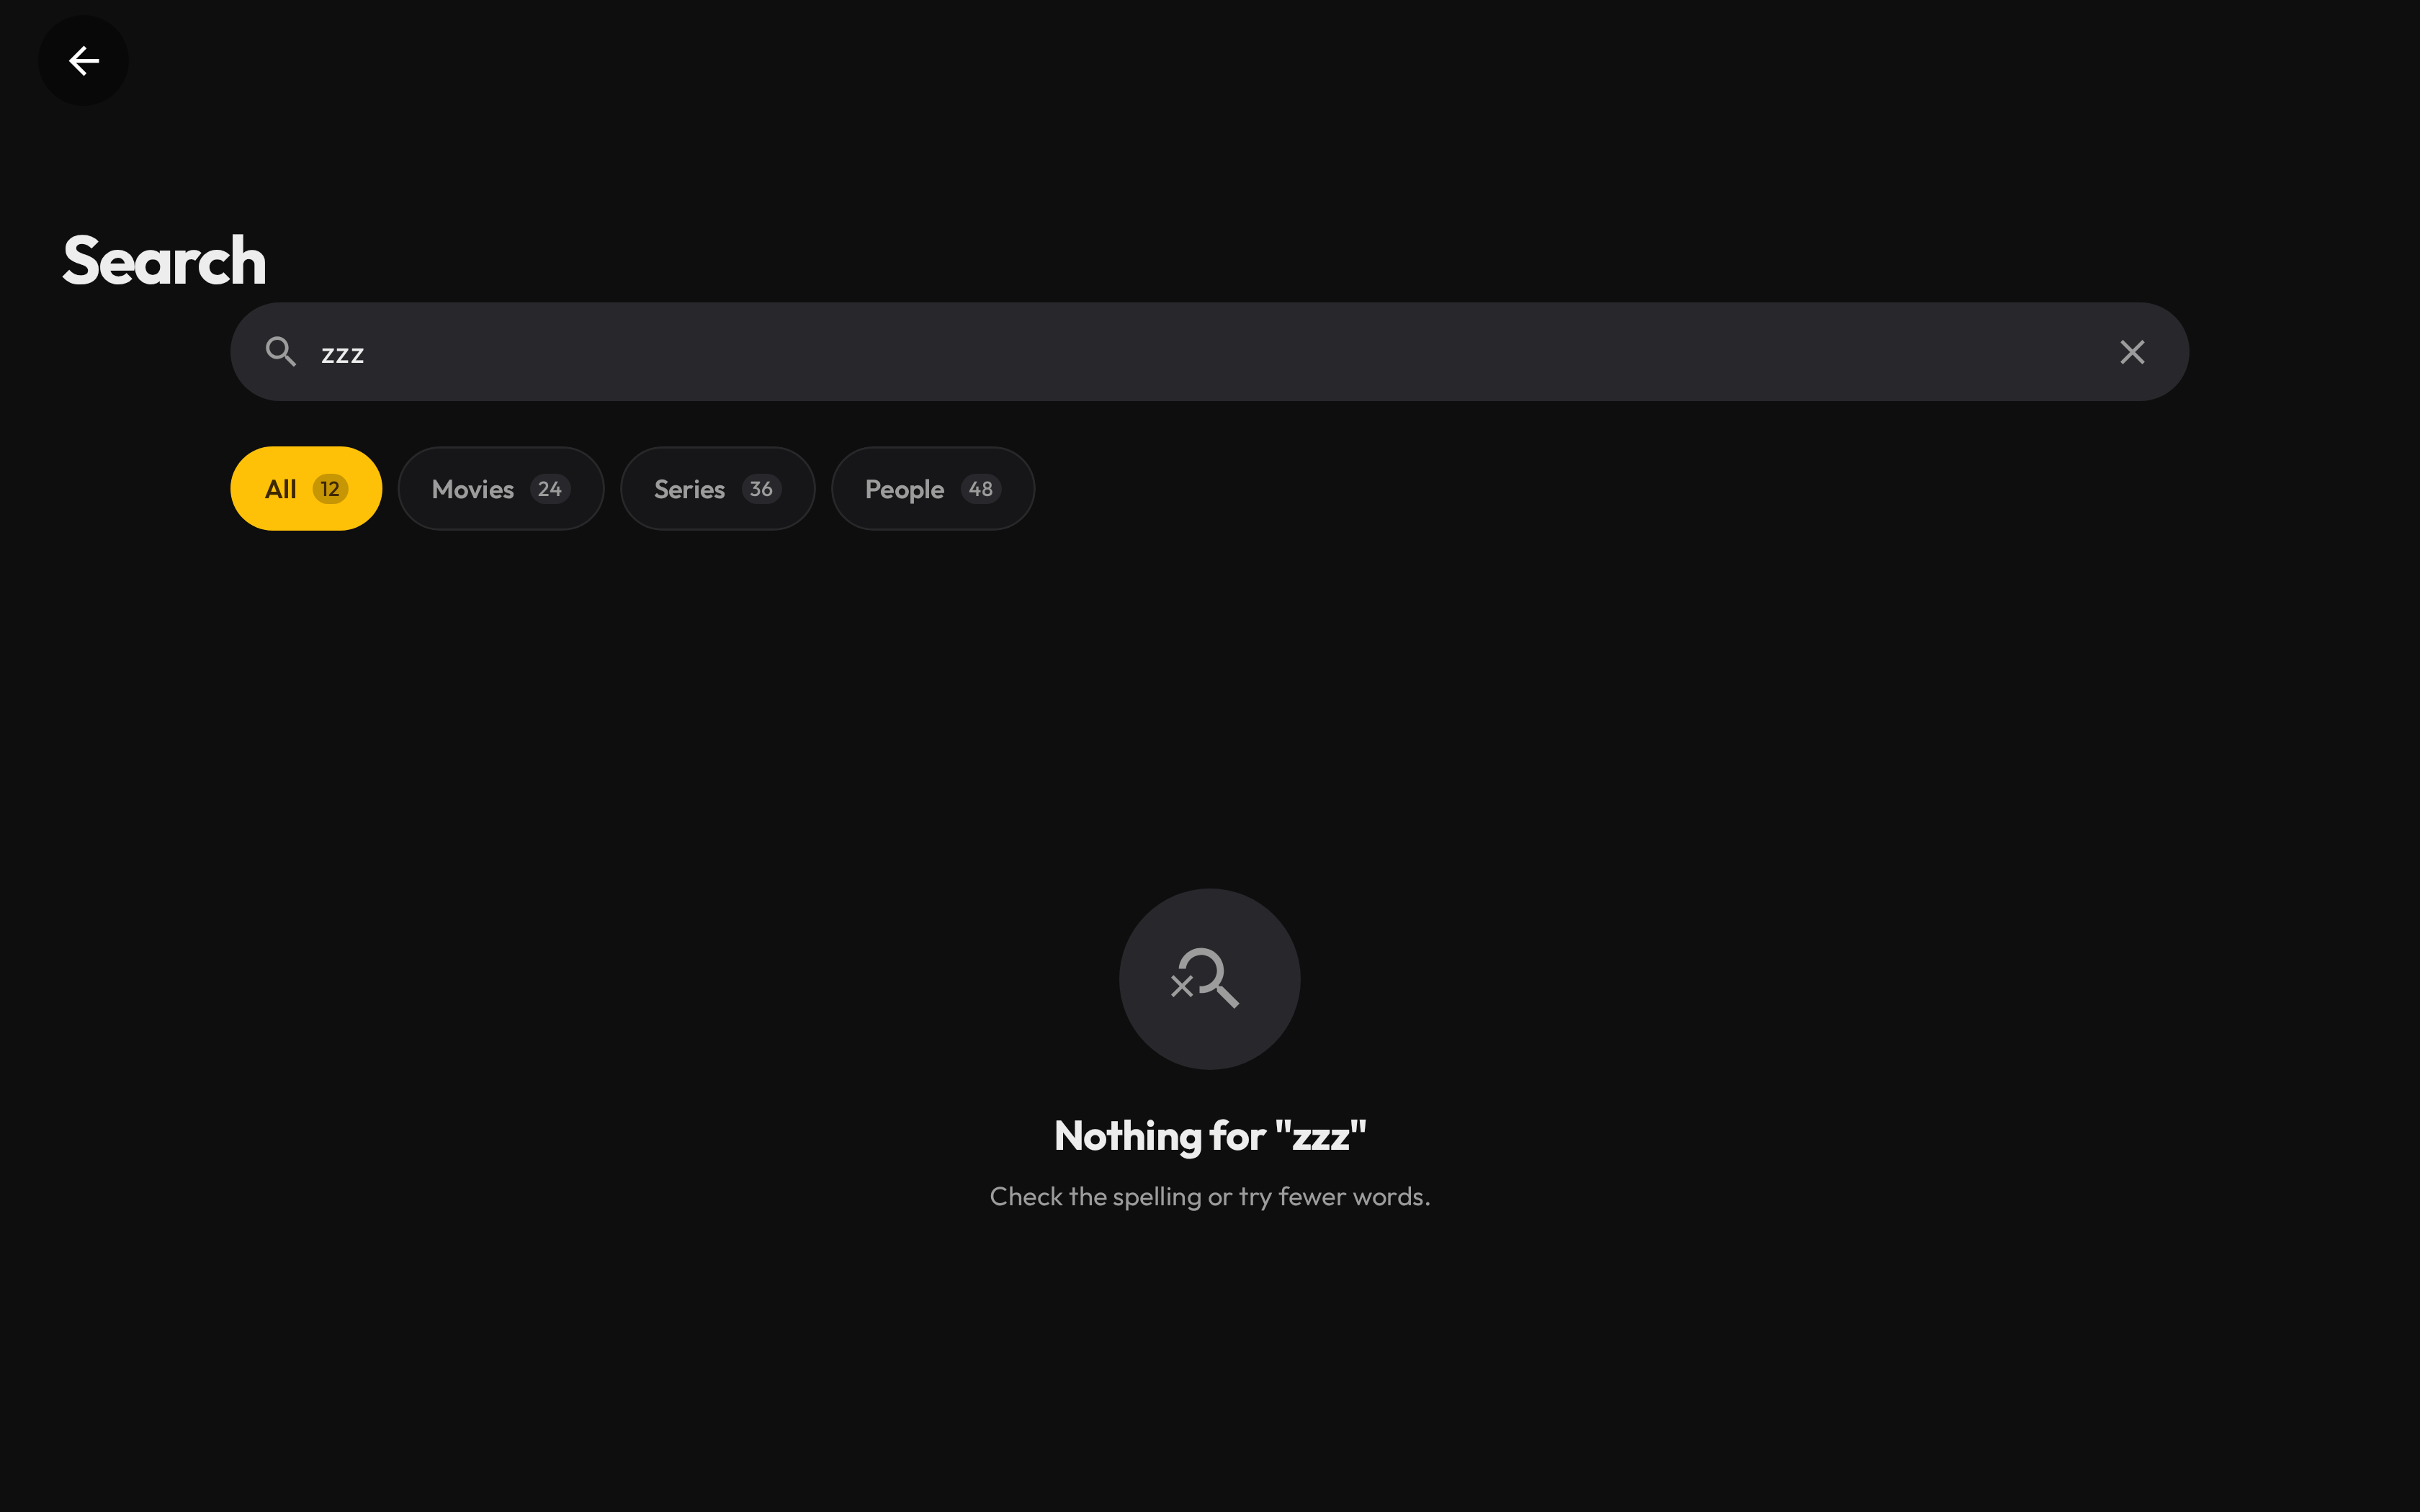 Search
zzz
All 12 Movies 24 Series 36 People 48
Nothing for "zzz"
Check the spelling or try fewer words.